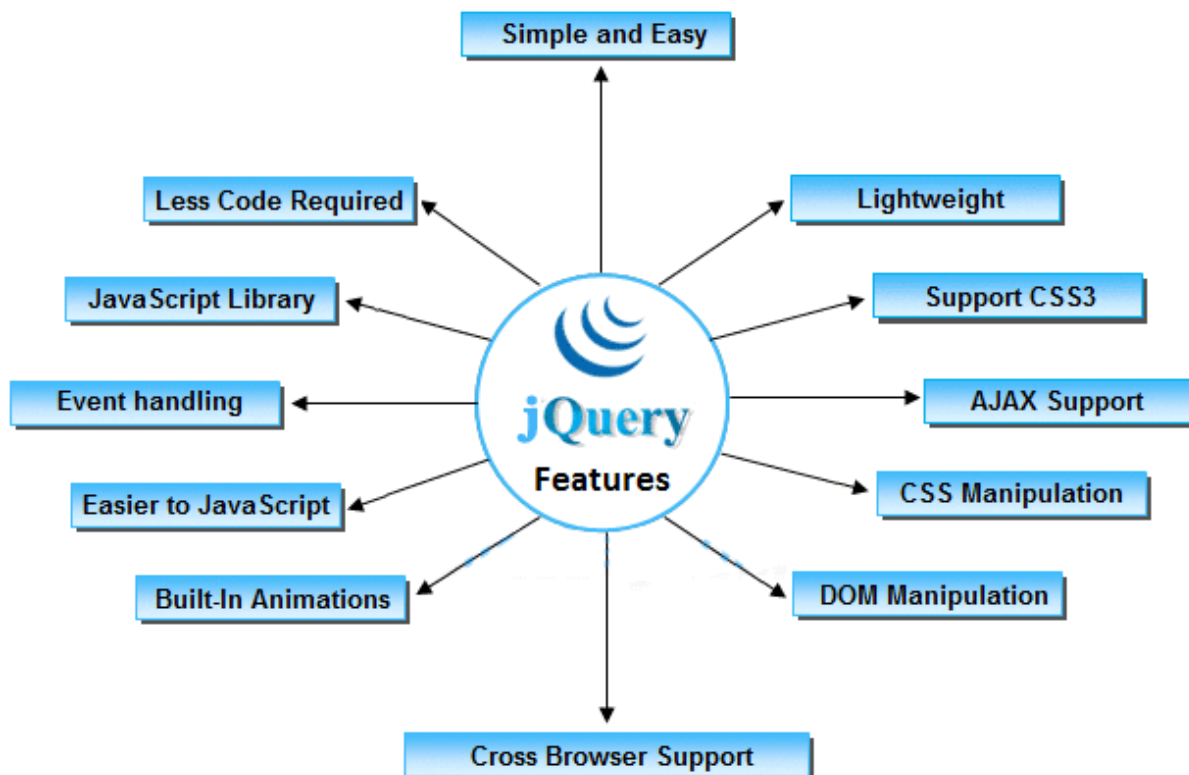 Simple and Easy
Less Code Required
Lightweight
JavaScript Library
Support CSS3
jQuery
Features
Event handling
AJAX Support
Easier to JavaScript
CSS Manipulation
Built-In Animations
DOM Manipulation
Cross Browser Support